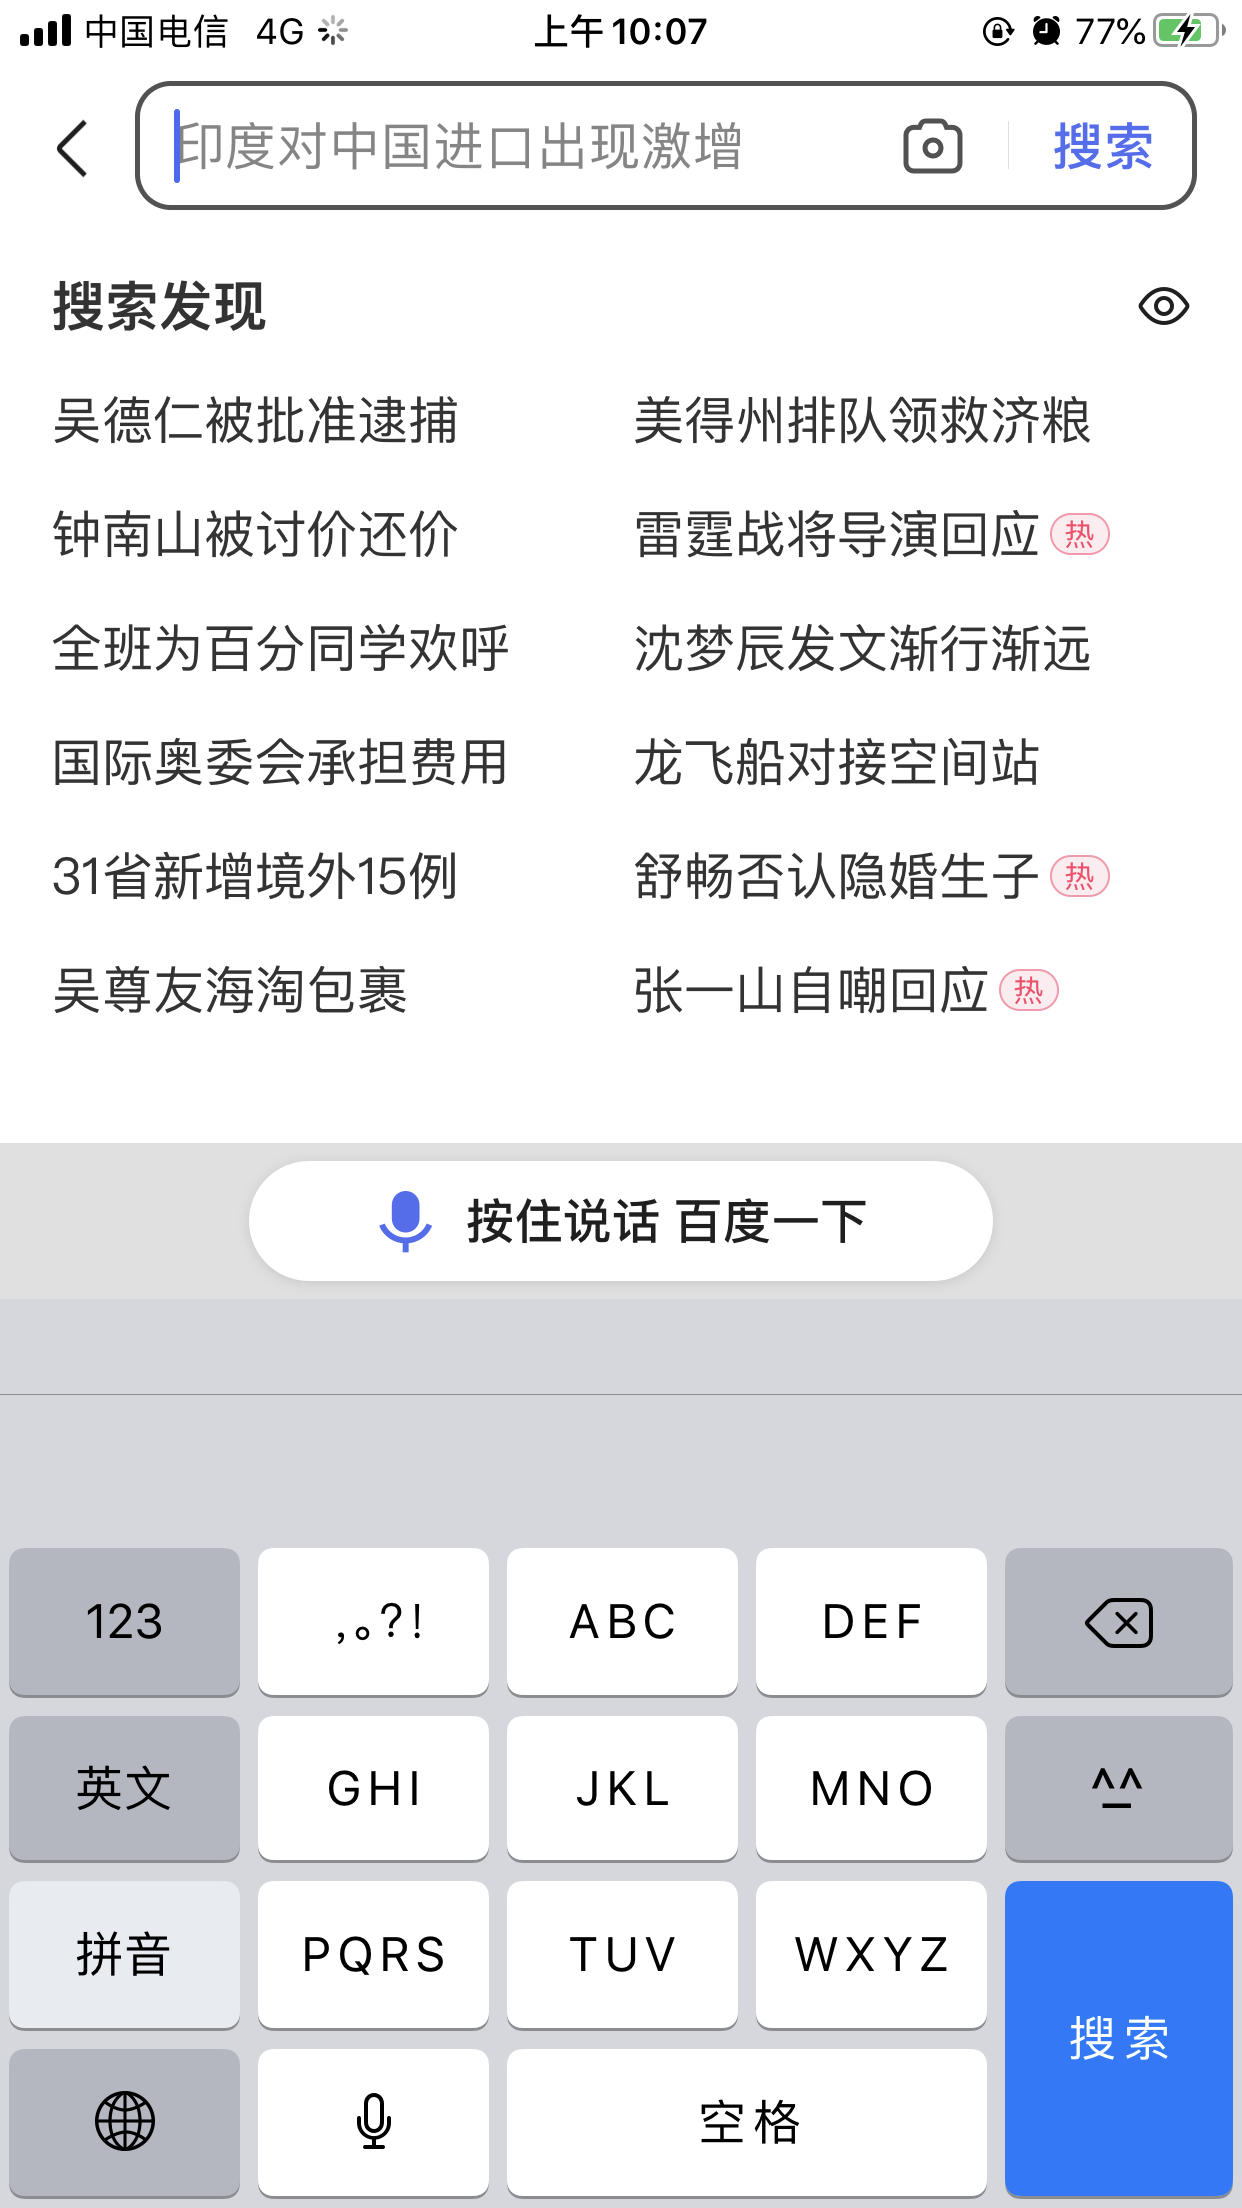 中国电信 4G 上午10:07 77%
印度对中国进口出现激增 搜索
搜索发现
吴德仁被批准逮捕 美得州排队领救济粮
钟南山被讨价还价 雷霆战将导演回应 热
全班为百分同学欢呼 沈梦辰发文渐行渐远
国际奥委会承担费用 龙飞船对接空间站
31省新增境外15例 舒畅否认隐婚生子 热
吴尊友海淘包裹 张一山自嘲回应 热
按住说话 百度一下
123 ,。?! ABC DEF
英文 GHI JKL MNO ^_^
拼音 PQRS TUV WXYZ
搜索
空格